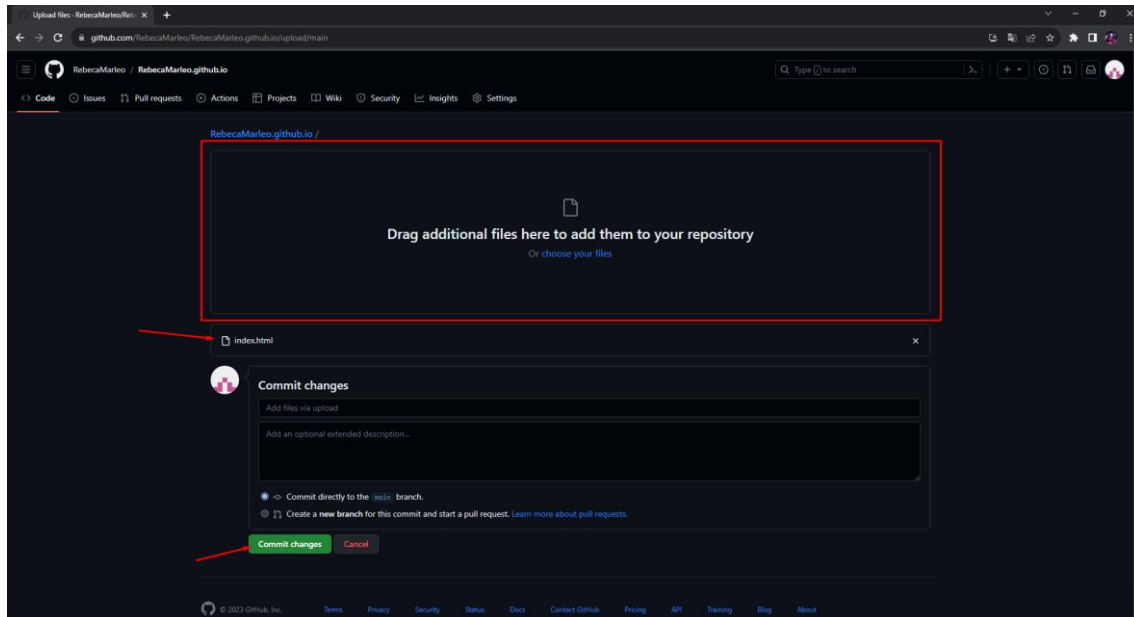 Upload files · RebecaMarleo/Reb
github.com/RebecaMarleo/RebecaMarleo.github.io/upload/main
RebecaMarleo / RebecaMarleo.github.io
Type / to search
Code Issues Pull requests Actions Projects Wiki Security Insights Settings
RebecaMarleo.github.io /
Drag additional files here to add them to your repository
Or choose your files
index.html
Commit changes
Add files via upload
Add an optional extended description...
Commit directly to the main branch.
Create a new branch for this commit and start a pull request. Learn more about pull requests.
Commit changes Cancel
© 2023 GitHub, Inc. Terms Privacy Security Status Docs Contact GitHub Pricing API Training Blog About